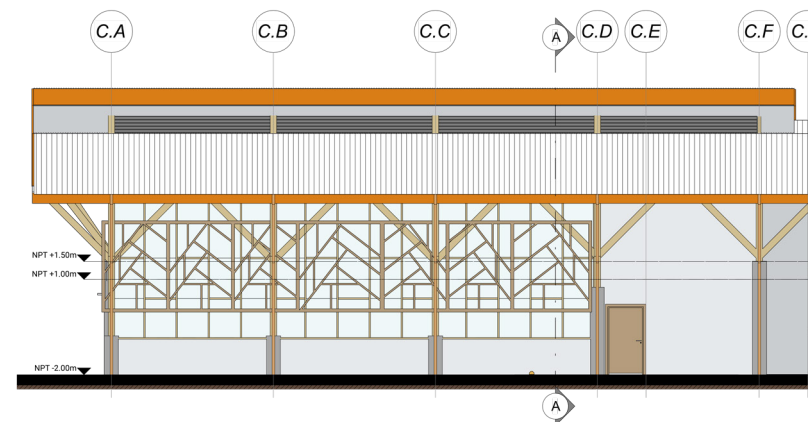 C.A
C.B
C.C
A
C.D
C.E
C.F
C.
NPT +1.50m
NPT +1.00m
NPT -2.00m
A